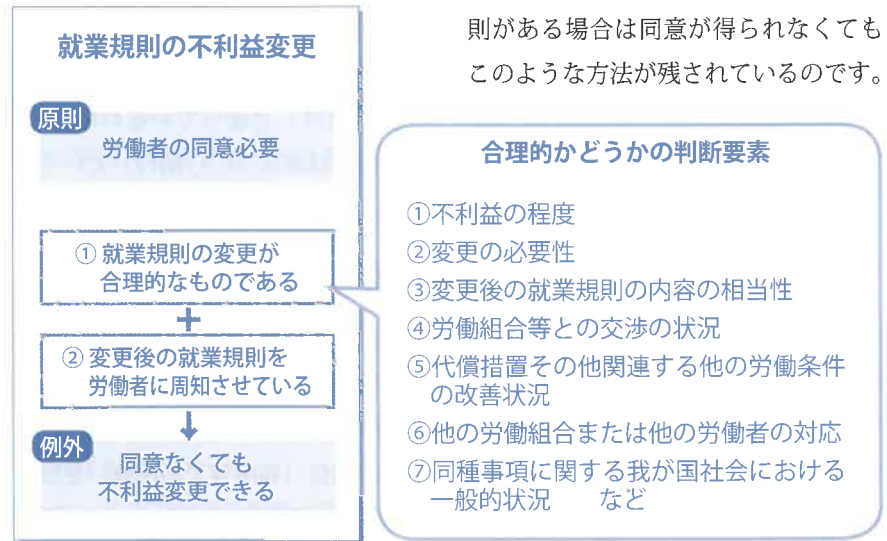 則がある場合は同意が得られなくても
このような方法が残されているのです。
就業規則の不利益変更
原則
労働者の同意必要
① 就業規則の変更が
合理的なものである
+
② 変更後の就業規則を
労働者に周知させている
例外
同意なくても
不利益変更できる
合理的かどうかの判断要素
①不利益の程度
②変更の必要性
③変更後の就業規則の内容の相当性
④労働組合等との交渉の状況
⑤代償措置その他関連する他の労働条件
の改善状況
⑥他の労働組合または他の労働者の対応
⑦同種事項に関する我が国社会における
一般的状況　　など